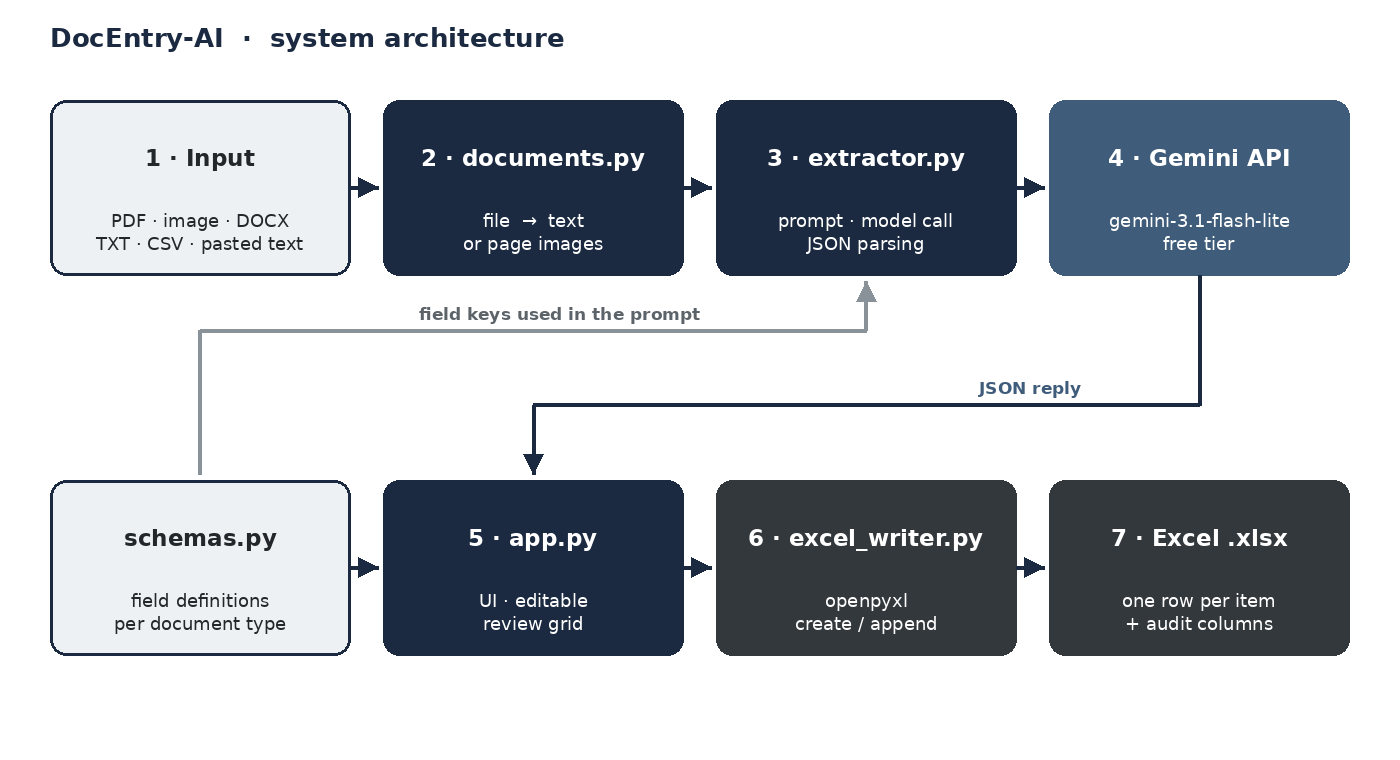 DocEntry-AI · system architecture
1 · Input
PDF · image · DOCX
TXT · CSV · pasted text
2 · documents.py
file → text
or page images
3 · extractor.py
prompt · model call
JSON parsing
4 · Gemini API
gemini-3.1-flash-lite
free tier
field keys used in the prompt
JSON reply
schemas.py
field definitions
per document type
5 · app.py
UI · editable
review grid
6 · excel_writer.py
openpyxl
create / append
7 · Excel .xlsx
one row per item
+ audit columns